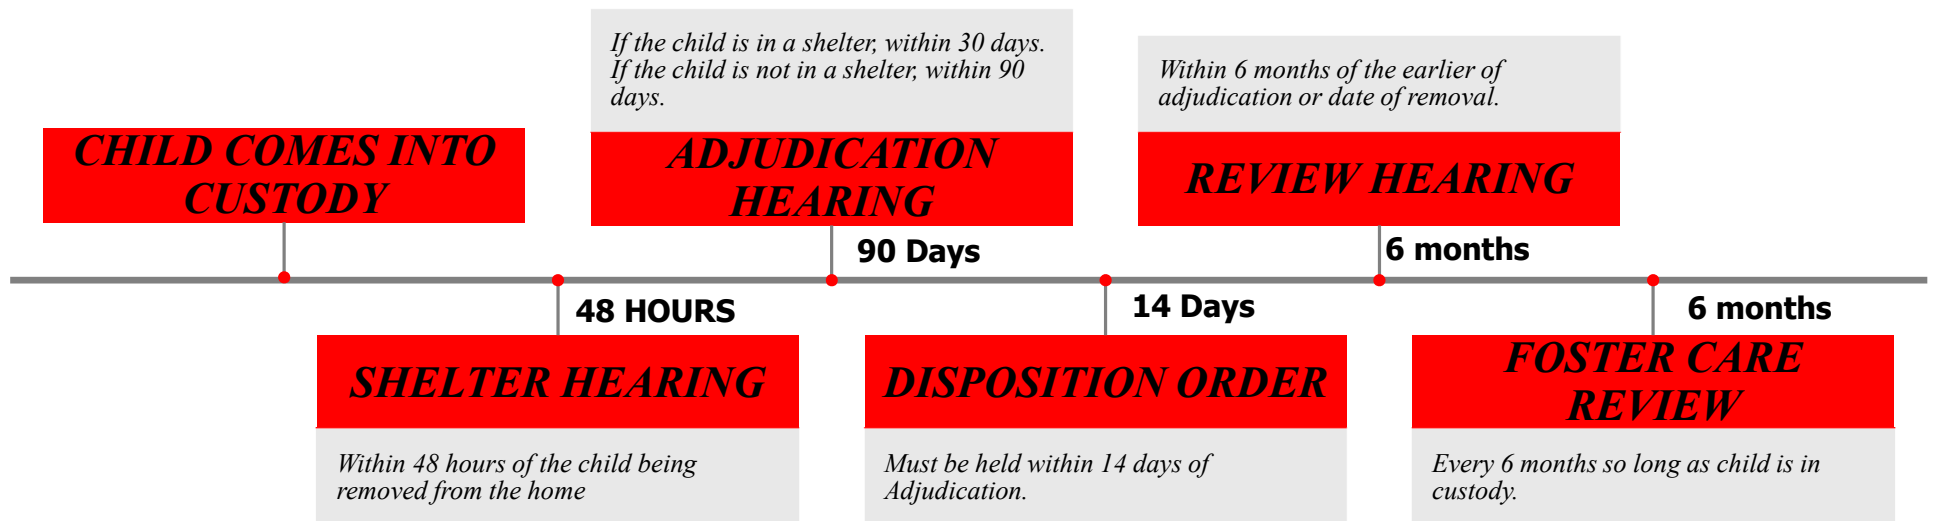 CHILD COMES INTO
CUSTODY
48 HOURS
SHELTER HEARING
Within 48 hours of the child being
removed from the home
If the child is in a shelter, within 30 days.
If the child is not in a shelter, within 90
days.
ADJUDICATION
HEARING
90 Days
14 Days
DISPOSITION ORDER
Must be held within 14 days of
Adjudication.
Within 6 months of the earlier of
adjudication or date of removal.
REVIEW HEARING
6 months
6 months
FOSTER CARE
REVIEW
Every 6 months so long as child is in
custody.